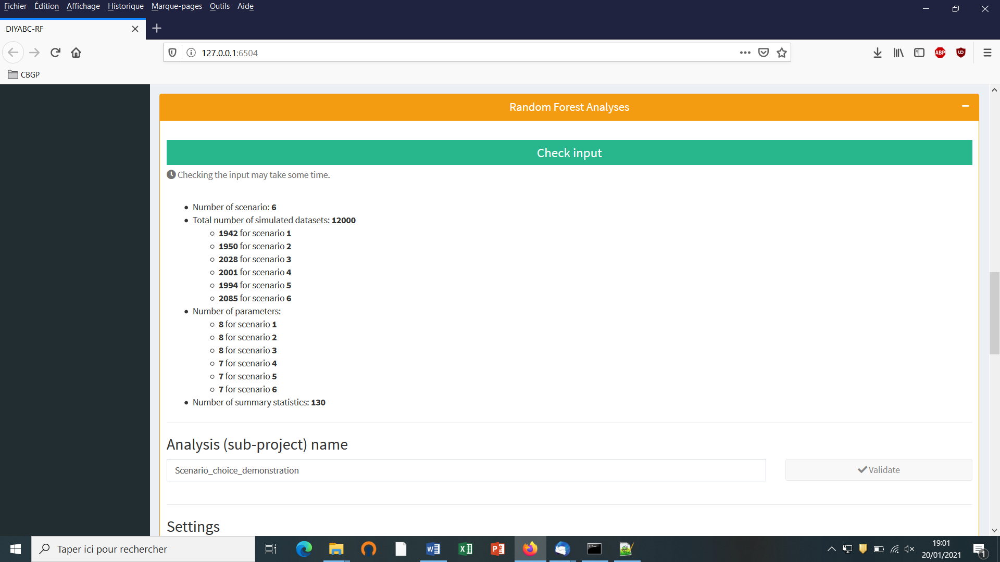 Fichier Édition Affichage Historique Marque-pages Outils Aide
DIYABC-RF
127.0.0.1:6504
ABP
CBGP
Random Forest Analyses
Check input
Checking the input may take some time.
Number of scenario: 6
Total number of simulated datasets: 12000
1942 for scenario 1
1950 for scenario 2
2028 for scenario 3
2001 for scenario 4
1994 for scenario 5
2085 for scenario 6
Number of parameters:
8 for scenario 1
8 for scenario 2
8 for scenario 3
7 for scenario 4
7 for scenario 5
7 for scenario 6
Number of summary statistics: 130
Analysis (sub-project) name
Scenario_choice_demonstration
Validate
Settings
Taper ici pour rechercher
19:01
20/01/2021
1